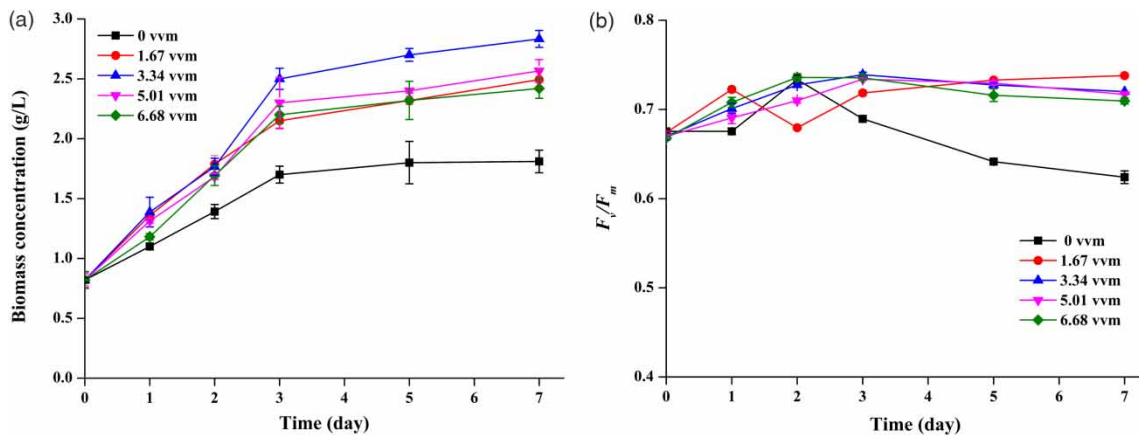 (a)
3.0
2.5
2.0
1.5
1.0
0.5
0.0
Biomass concentration (g/L)
0 vvm
1.67 vvm
3.34 vvm
5.01 vvm
6.68 vvm
0 1 2 3 4 5 6 7
Time (day)
(b)
0.8
0.7
0.6
0.5
0.4
Fv/Fm
0 vvm
1.67 vvm
3.34 vvm
5.01 vvm
6.68 vvm
0 1 2 3 4 5 6 7
Time (day)